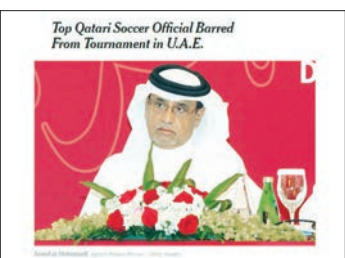 Top Qatari Soccer Official Barred
From Tournament in U.A.E.
D